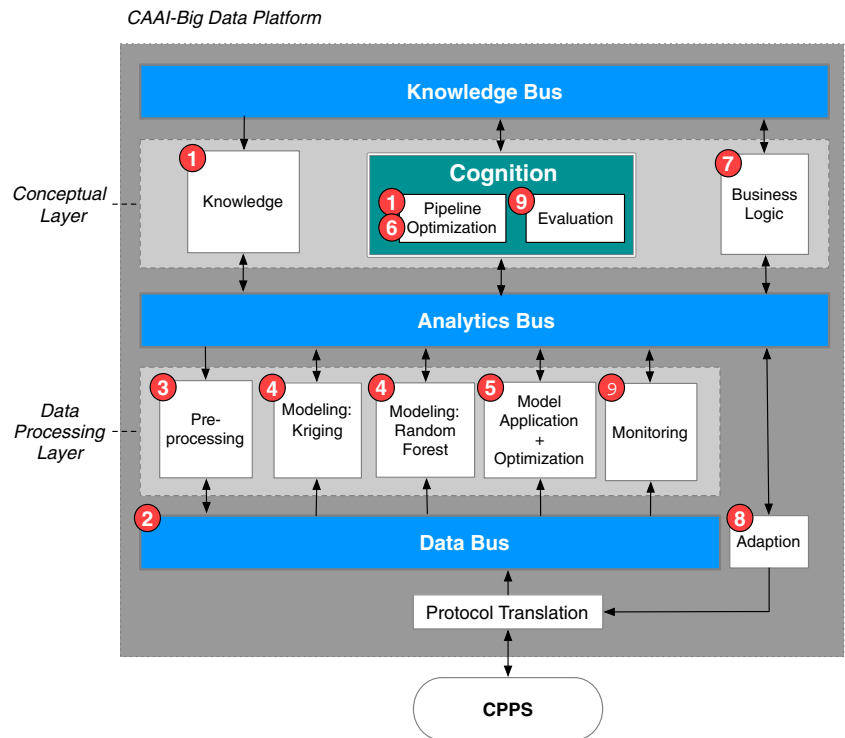 CAAI-Big Data Platform
Knowledge Bus
Conceptual
Layer
1
Knowledge
Cognition
1
6
Pipeline
Optimization
9
Evaluation
7
Business
Logic
Analytics Bus
Data
Processing
Layer
3
Pre-
processing
4
Modeling:
Kriging
4
Modeling:
Random
Forest
5
Model
Application
+
Optimization
9
Monitoring
2
Data Bus
8
Adaption
Protocol Translation
CPPS